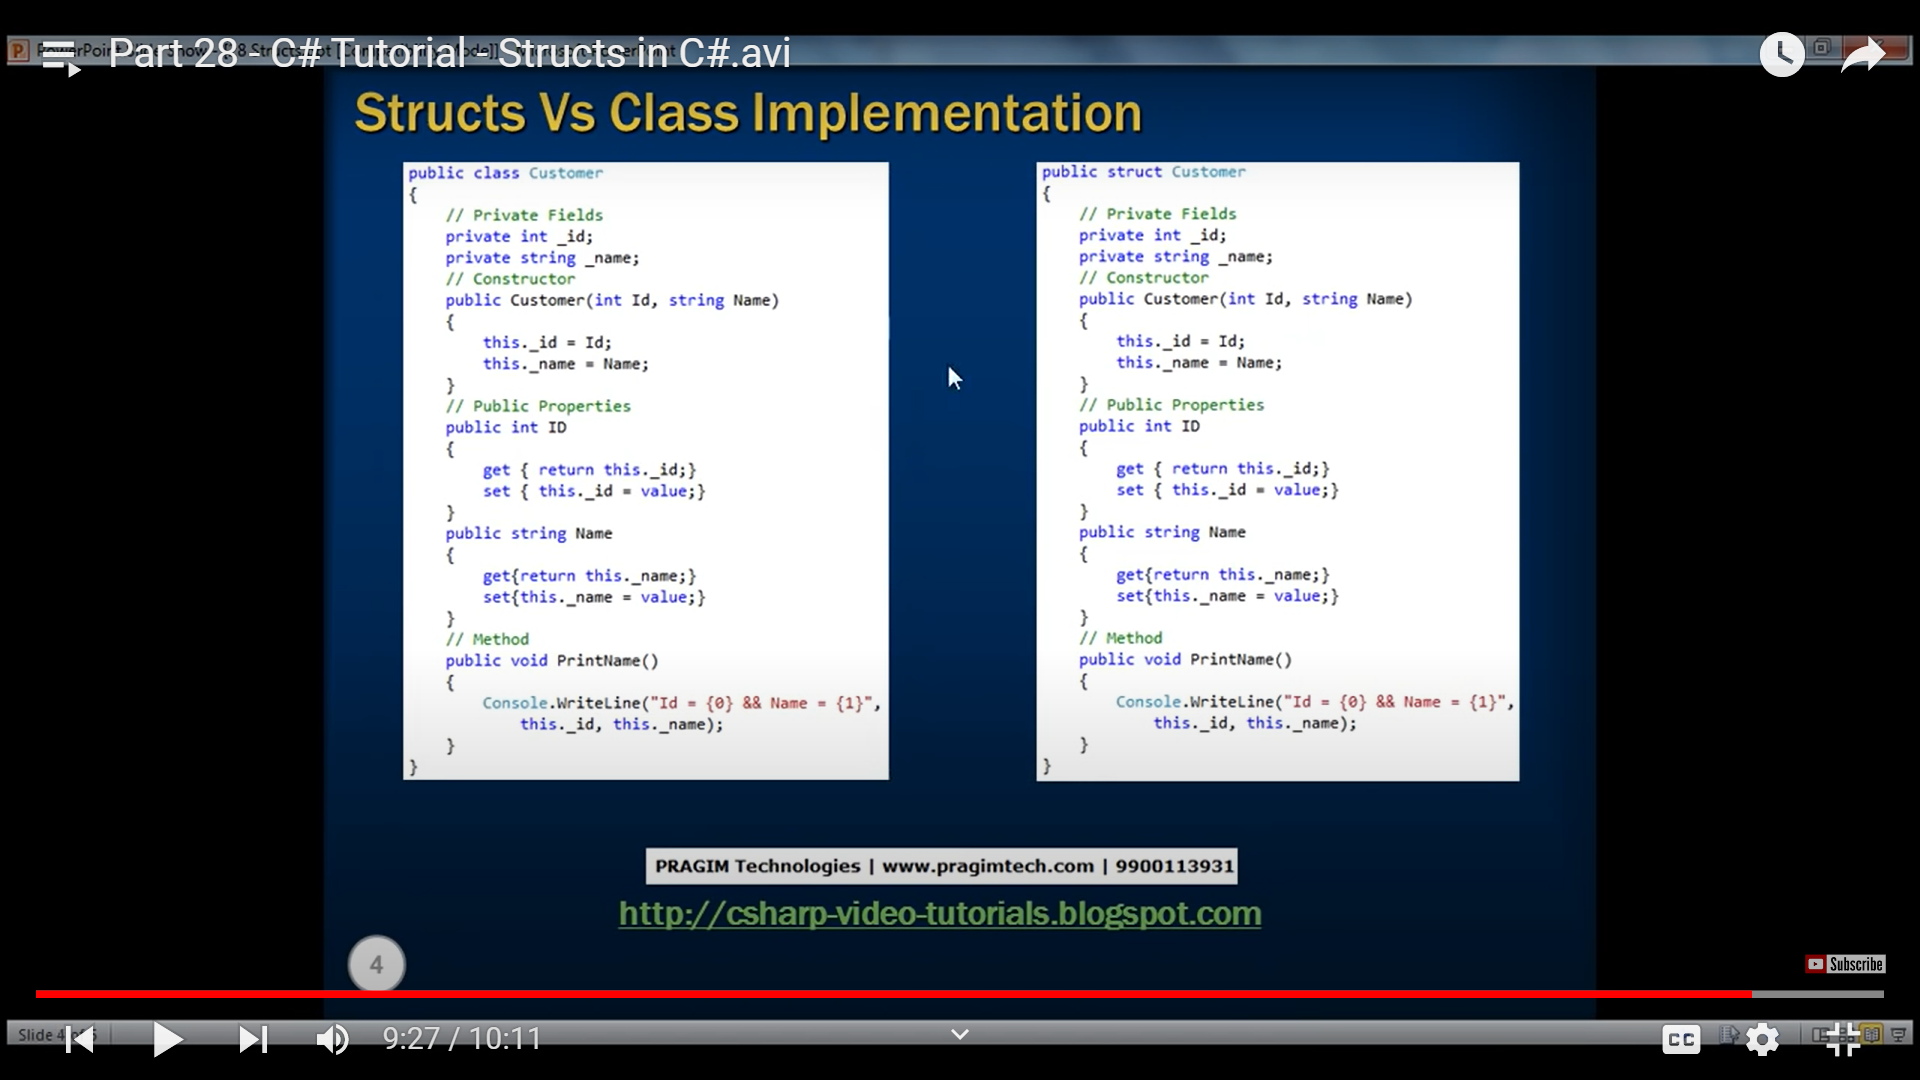 Part 28 - C# Tutorial - Structs in C#.avi
Structs Vs Class Implementation
public class Customer
{
// Private Fields
private int _id;
private string _name;
// Constructor
public Customer(int Id, string Name)
{
this._id = Id;
this._name = Name;
}
// Public Properties
public int ID
{
get { return this._id;}
set { this._id = value;}
}
public string Name
{
get{return this._name;}
set{this._name = value;}
}
// Method
public void PrintName()
{
Console.WriteLine("Id = {0} && Name = {1}",
this._id, this._name);
}
}
public struct Customer
{
// Private Fields
private int _id;
private string _name;
// Constructor
public Customer(int Id, string Name)
{
this._id = Id;
this._name = Name;
}
// Public Properties
public int ID
{
get { return this._id;}
set { this._id = value;}
}
public string Name
{
get{return this._name;}
set{this._name = value;}
}
// Method
public void PrintName()
{
Console.WriteLine("Id = {0} && Name = {1}",
this._id, this._name);
}
}
PRAGIM Technologies | www.pragimtech.com | 9900113931
http://csharp-video-tutorials.blogspot.com
4
Subscribe
Slide
9:27 / 10:11
CC